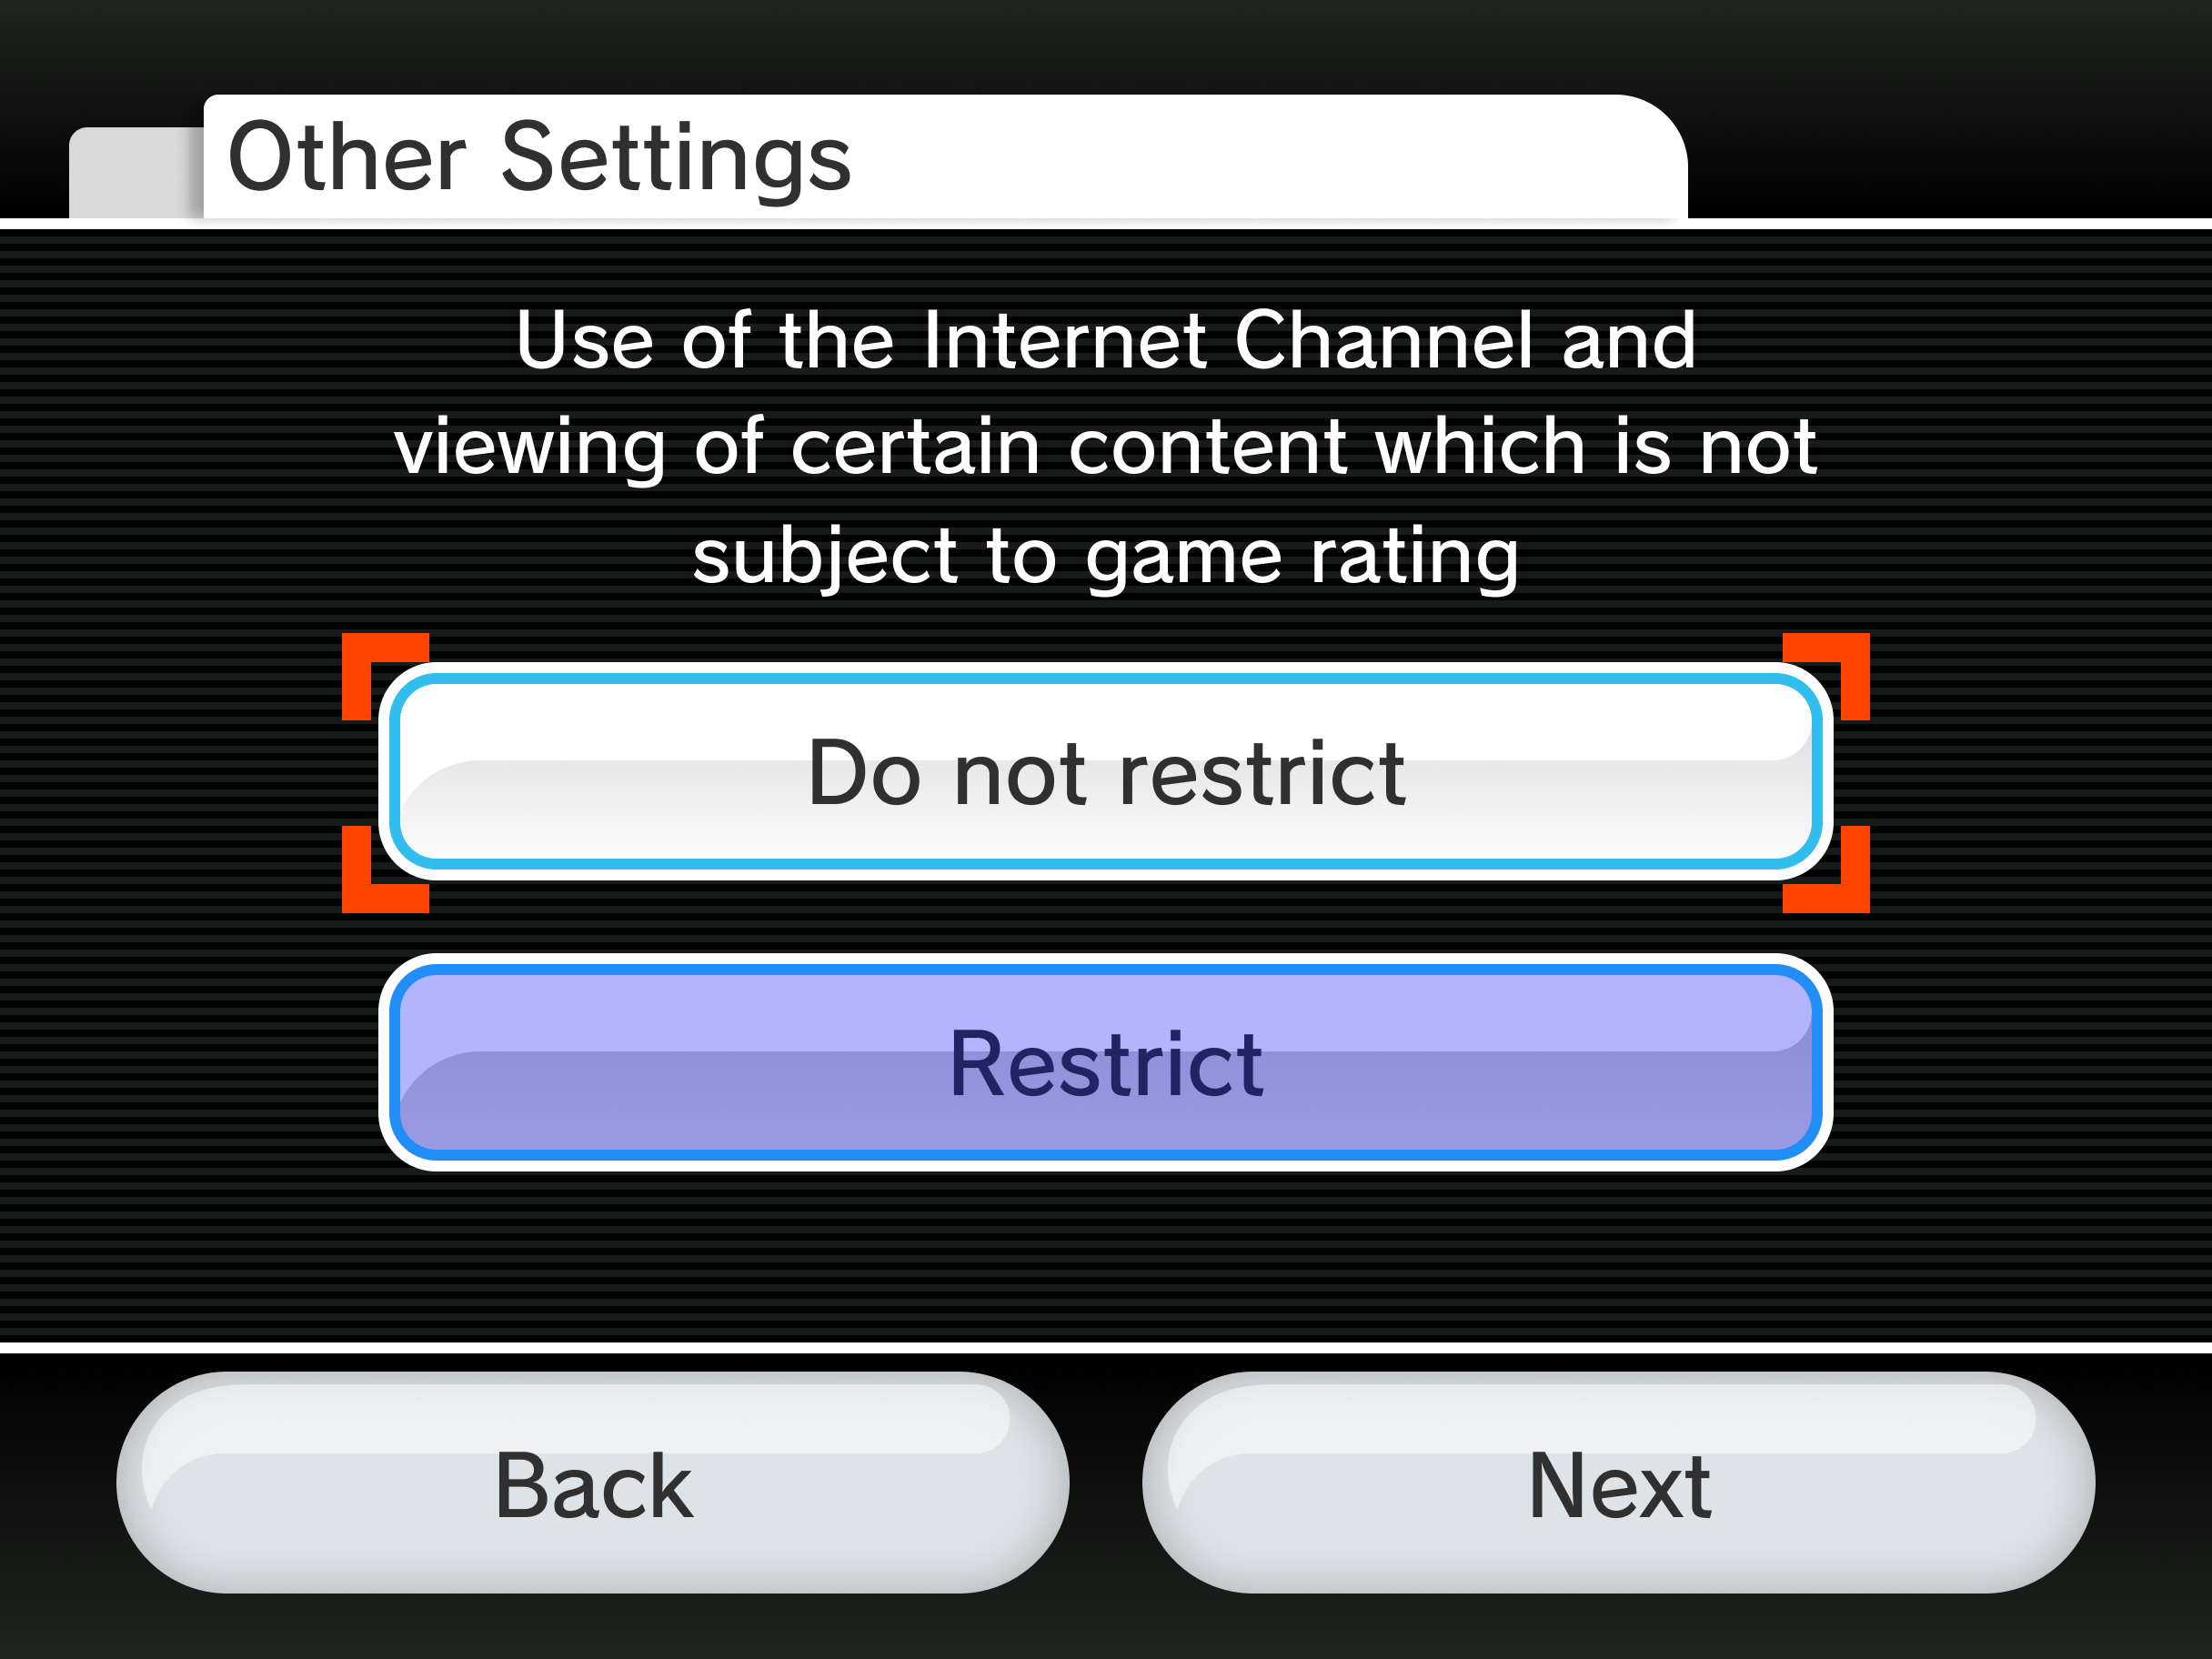 Other Settings
Use of the Internet Channel and
viewing of certain content which is not
subject to game rating
Do not restrict
Restrict
Back
Next